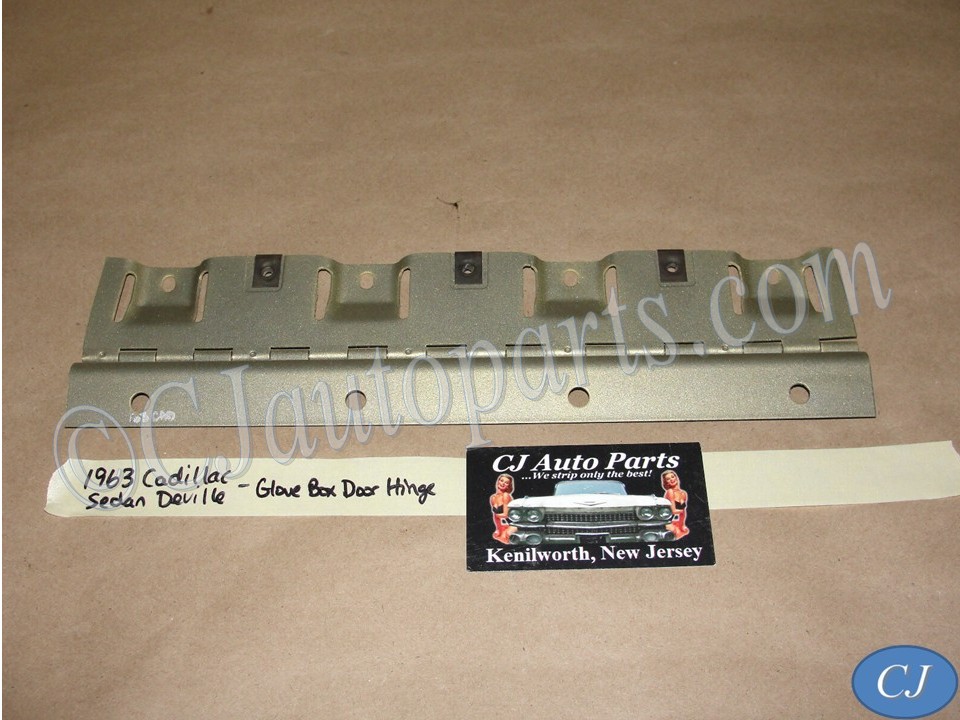 ©CJautoparts.com
1963 Cadillac
Sedan Deville - Glove Box Door Hinge
CJ Auto Parts
...We strip only the best!
Kenilworth, New Jersey
CJ